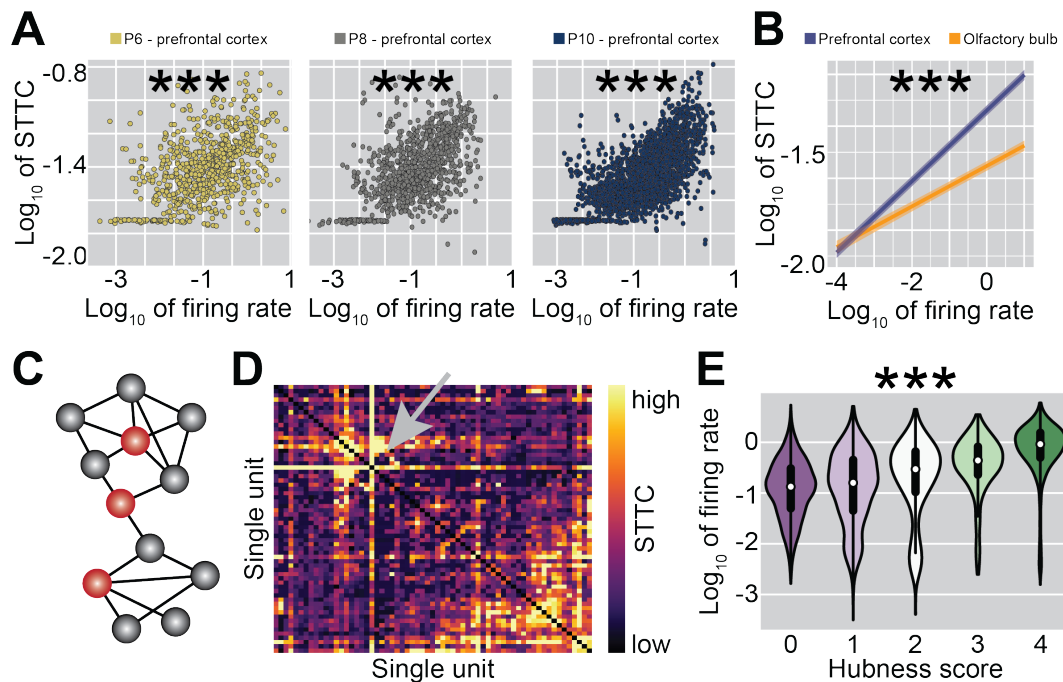 A
P6 - prefrontal cortex
P8 - prefrontal cortex
P10 - prefrontal cortex
***
***
***
Log10 of STTC
-0.8
-1.4
-2.0
-3 -1 1
-3 -1 1
-3 -1 1
Log10 of firing rate
Log10 of firing rate
Log10 of firing rate
B
Prefrontal cortex
Olfactory bulb
***
Log10 of STTC
-1.5
-2.0
-4 -2 0
Log10 of firing rate
C
D
Single unit
Single unit
high
STTC
low
E
***
Log10 of firing rate
0
-1
-2
-3
0 1 2 3 4
Hubness score